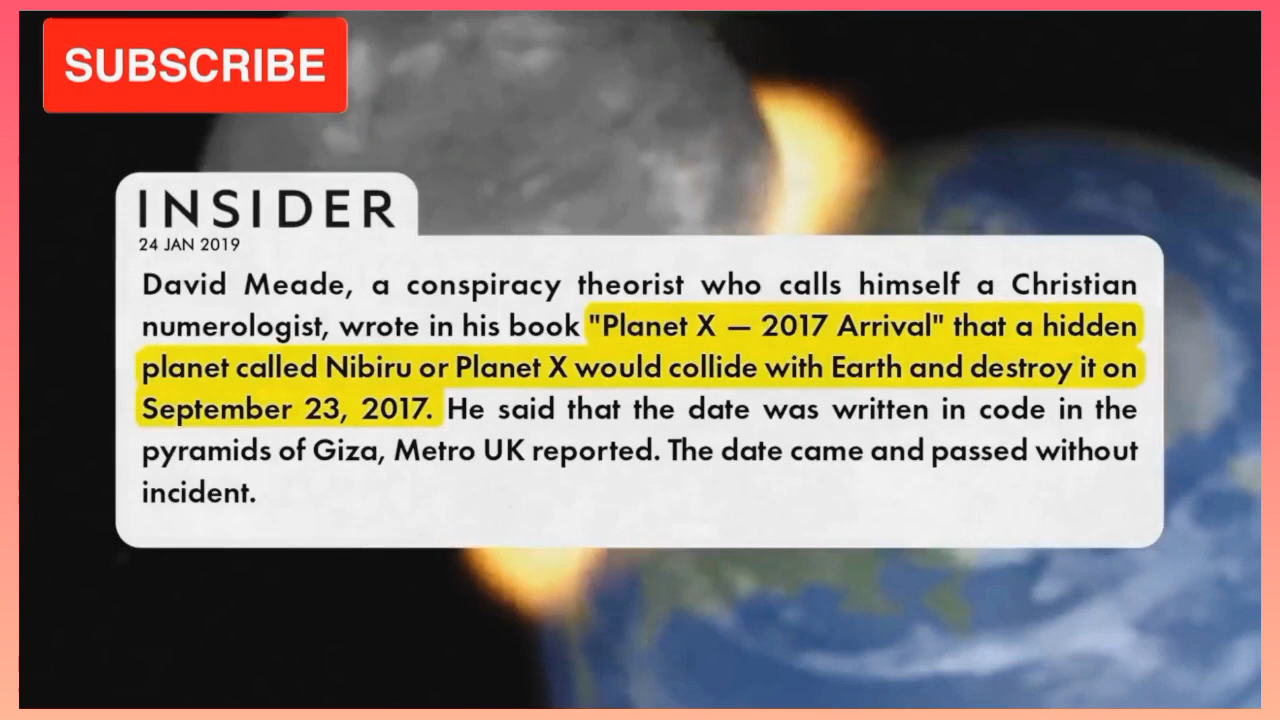 SUBSCRIBE
INSIDER
24 JAN 2019
David Meade, a conspiracy theorist who calls himself a Christian
numerologist, wrote in his book "Planet X — 2017 Arrival" that a hidden
planet called Nibiru or Planet X would collide with Earth and destroy it on
September 23, 2017. He said that the date was written in code in the
pyramids of Giza, Metro UK reported. The date came and passed without
incident.